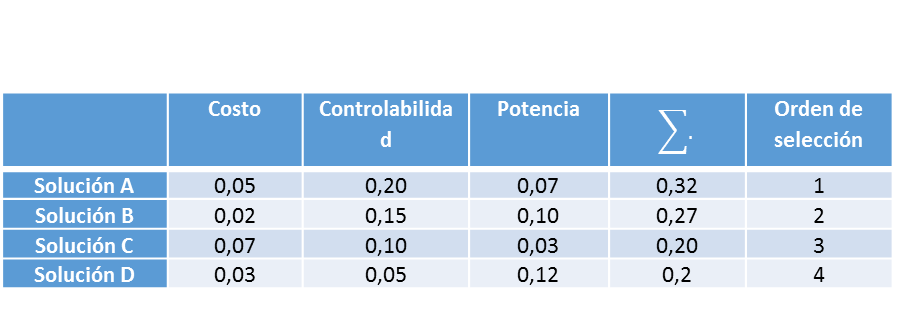 Costo Controlabilida Potencia ∑. Orden de
d selección
Solución A 0,05 0,20 0,07 0,32 1
Solución B 0,02 0,15 0,10 0,27 2
Solución C 0,07 0,10 0,03 0,20 3
Solución D 0,03 0,05 0,12 0,2 4